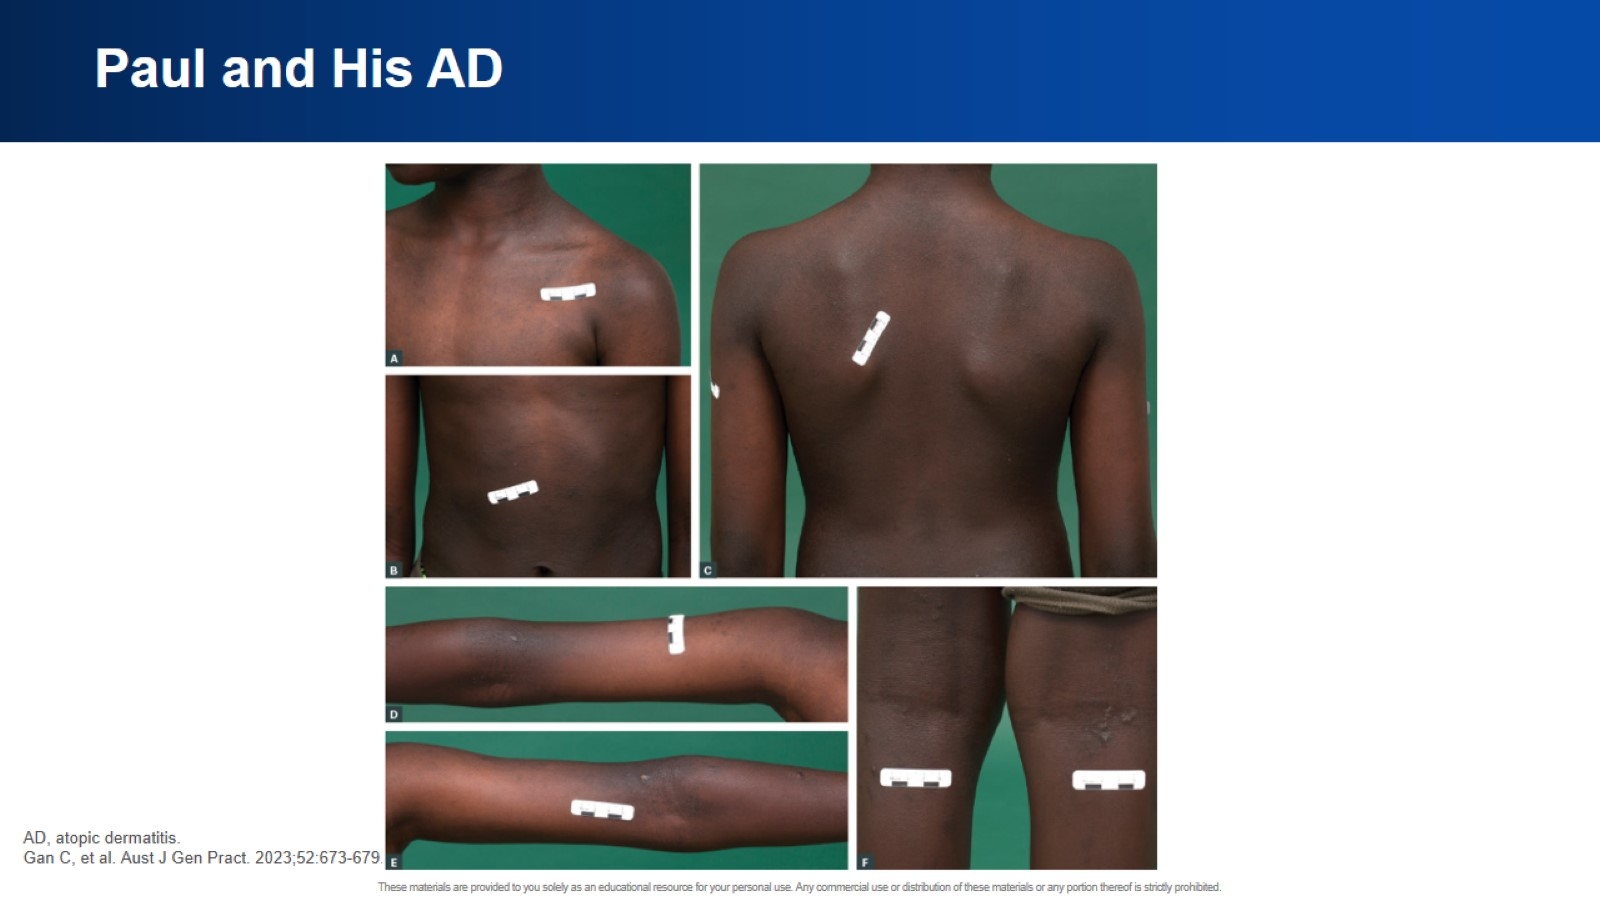 Paul and His AD
A
B
C
D
E
F
AD, atopic dermatitis.
Gan C, et al. Aust J Gen Pract. 2023;52:673-679.
These materials are provided to you solely as an educational resource for your personal use. Any commercial use or distribution of these materials or any portion thereof is strictly prohibited.